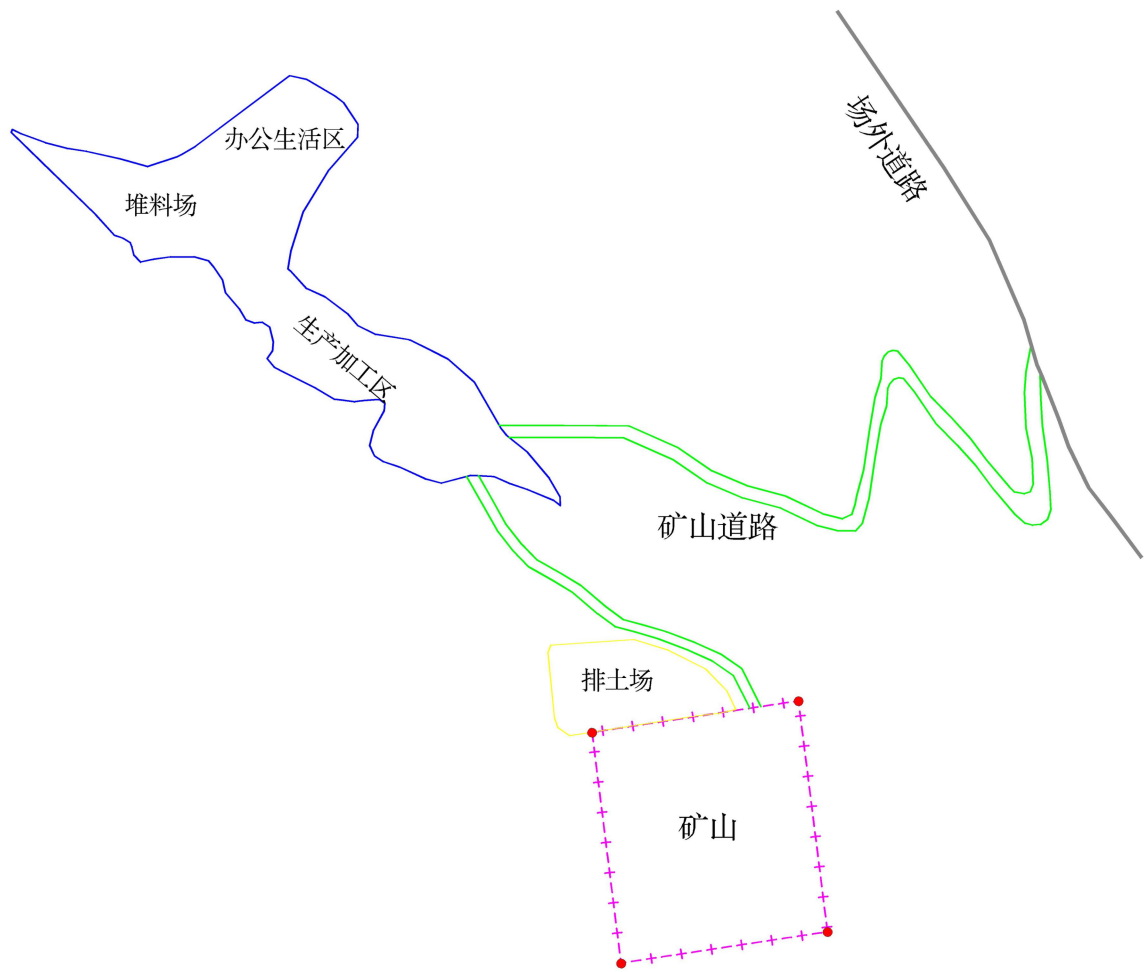 办公生活区
场外道路
堆料场
生产加工区
矿山道路
排土场
矿山